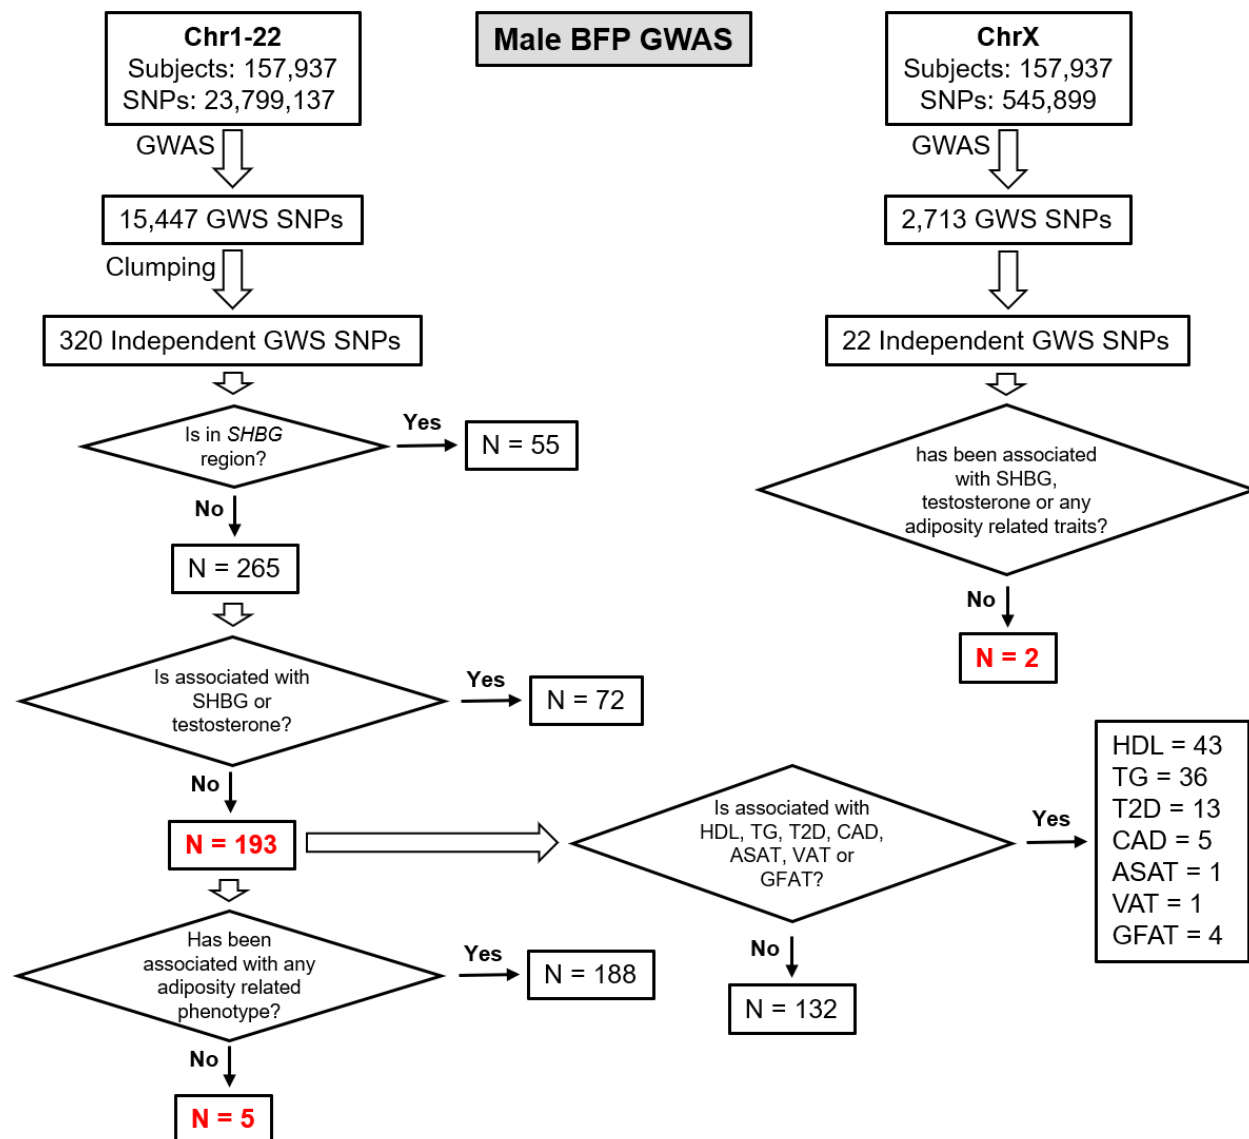 Male BFP GWAS
Chr1-22
Subjects: 157,937
SNPs: 23,799,137
GWAS
15,447 GWS SNPs
Clumping
320 Independent GWS SNPs
Is in SHBG
region?
Yes
N = 55
No
N = 265
Is associated with
SHBG or
testosterone?
Yes
N = 72
No
N = 193
Has been
associated with any
adiposity related
phenotype?
Yes
N = 188
No
N = 5
Is associated with
HDL, TG, T2D, CAD,
ASAT, VAT or
GFAT?
Yes
HDL = 43
TG = 36
T2D = 13
CAD = 5
ASAT = 1
VAT = 1
GFAT = 4
No
N = 132
ChrX
Subjects: 157,937
SNPs: 545,899
GWAS
2,713 GWS SNPs
22 Independent GWS SNPs
has been associated
with SHBG,
testosterone or any
adiposity related traits?
No
N = 2